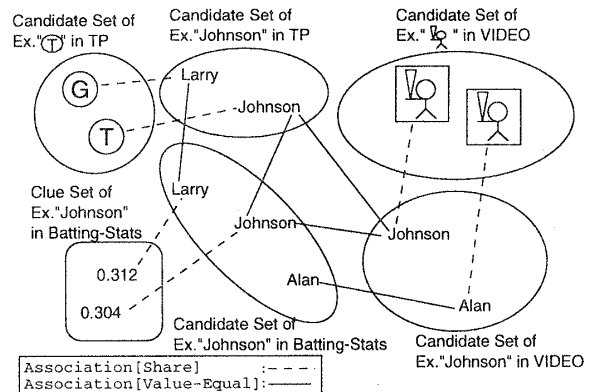 Candidate Set of
Ex."Ⓣ" in TP
Candidate Set of
Ex."Johnson" in TP
Candidate Set of
Ex." " in VIDEO
G
T
Larry
Johnson
Clue Set of
Ex."Johnson"
in Batting-Stats
0.312
0.304
Larry
Johnson
Alan
Candidate Set of
Ex."Johnson" in Batting-Stats
Johnson
Alan
Candidate Set of
Ex."Johnson" in VIDEO
Association[Share] :- - - -
Association[Value-Equal]:———